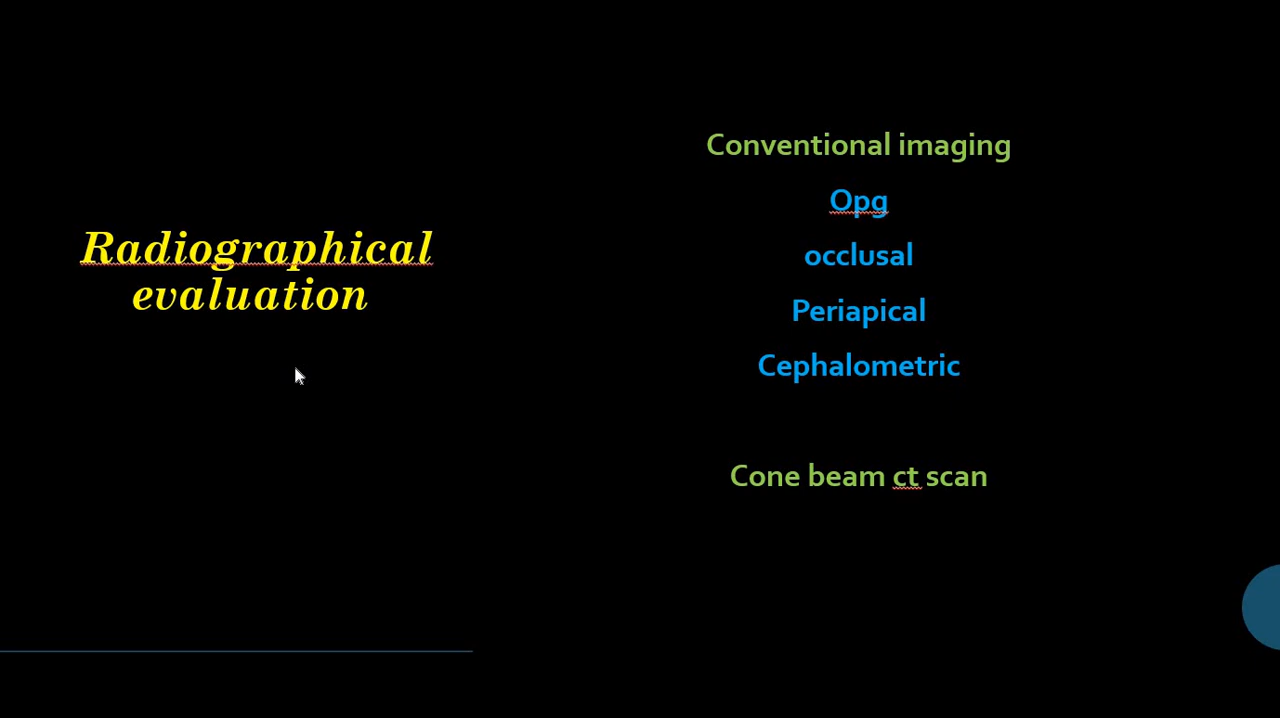 Radiographical
evaluation
Conventional imaging
Opg
occlusal
Periapical
Cephalometric
Cone beam ct scan